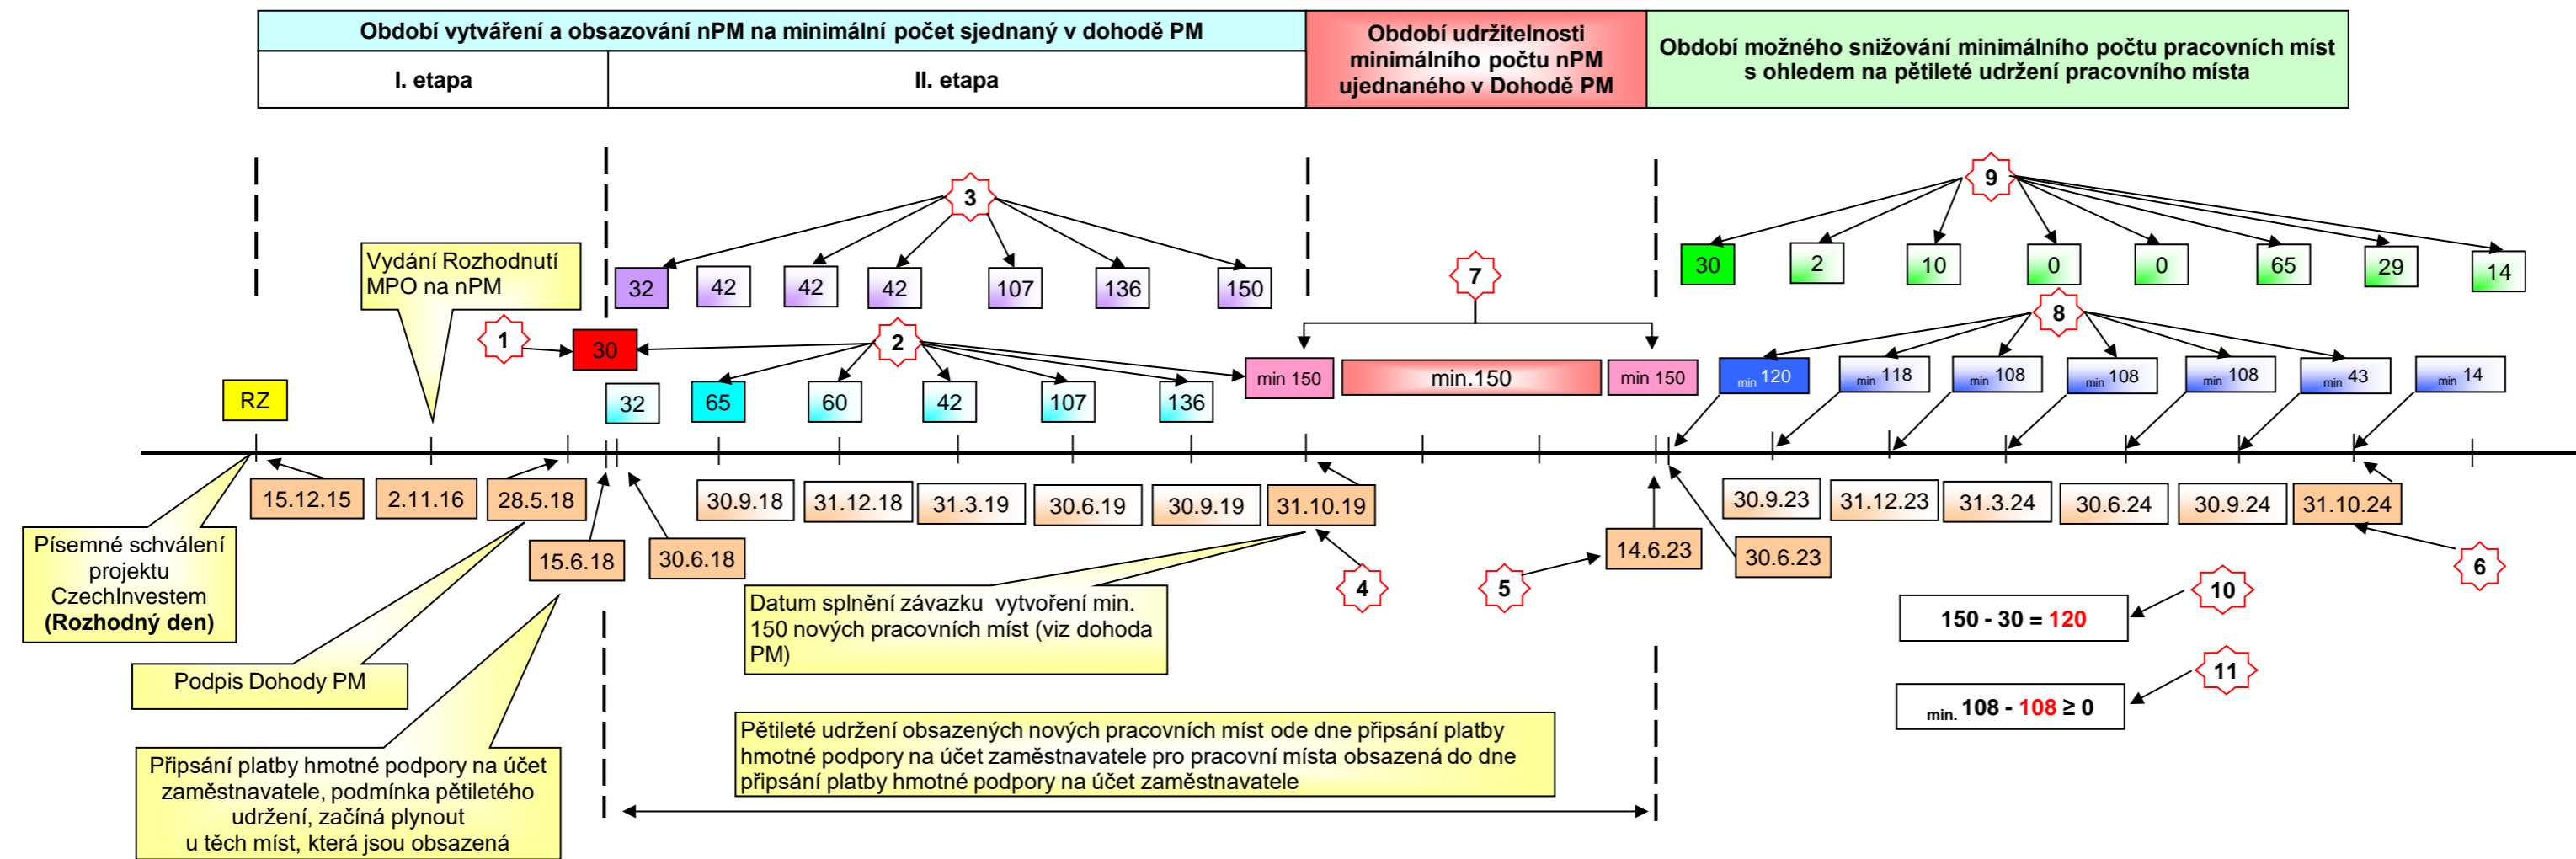 Období vytváření a obsazování nPM na minimální počet sjednaný v dohodě PM
I. etapa
II. etapa
Období udržitelnosti
minimálního počtu nPM
ujednaného v Dohodě PM
Období možného snižování minimálního počtu pracovních míst
s ohledem na pětileté udržení pracovního místa
3
9
Vydání Rozhodnutí
MPO na nPM
32
42
42
42
107
136
150
7
30
2
10
0
0
65
29
14
1
30
2
8
RZ
32
65
60
42
107
136
min 150
min.150
min 150
min 120
min 118
min 108
min 108
min 108
min 43
min 14
15.12.15
2.11.16
28.5.18
30.9.18
31.12.18
31.3.19
30.6.19
30.9.19
31.10.19
30.9.23
31.12.23
31.3.24
30.6.24
30.9.24
31.10.24
15.6.18
30.6.18
14.6.23
30.6.23
Písemné schválení
projektu
CzechInvestem
(Rozhodný den)
4
5
6
Datum splnění závazku vytvoření min.
150 nových pracovních míst (viz dohoda
PM)
10
150 - 30 = 120
Podpis Dohody PM
11
min. 108 - 108 ≥ 0
Pětileté udržení obsazených nových pracovních míst ode dne připsání platby
hmotné podpory na účet zaměstnavatele pro pracovní místa obsazená do dne
připsání platby hmotné podpory na účet zaměstnavatele
Připsání platby hmotné podpory na účet
zaměstnavatele, podmínka pětiletého
udržení, začíná plynout
u těch míst, která jsou obsazená